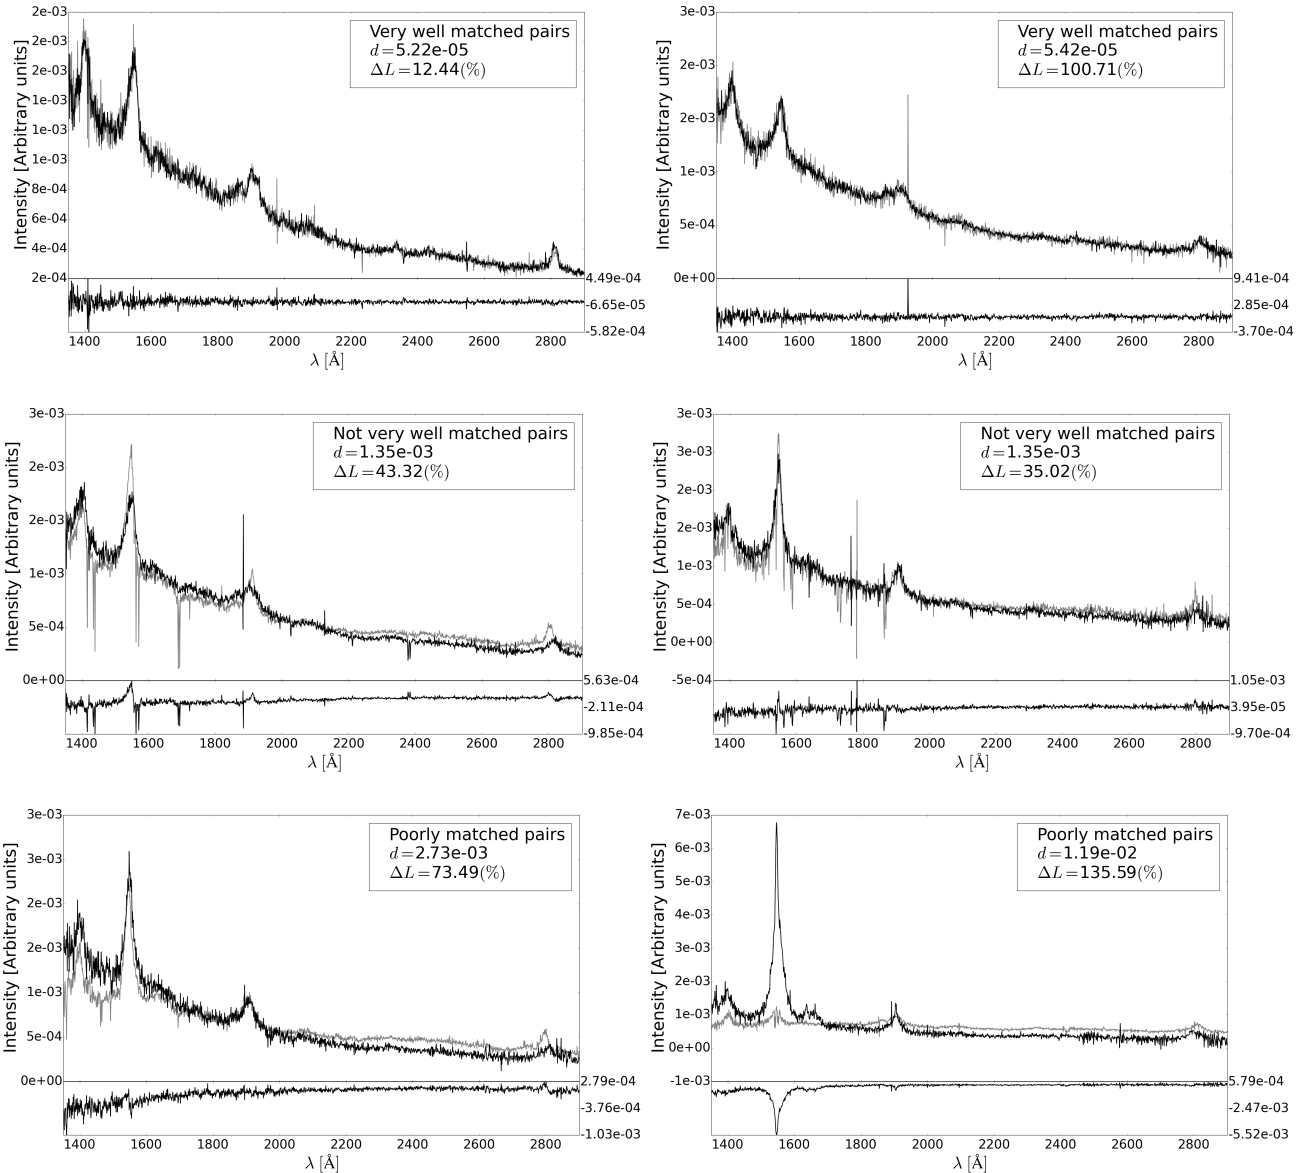 Very well matched pairs
d=5.22e-05
ΔL=12.44(%)
Intensity [Arbitrary units]
2e-03
2e-03
2e-03
1e-03
1e-03
1e-03
8e-04
6e-04
4e-04
2e-04
4.49e-04
-6.65e-05
-5.82e-04
1400 1600 1800 2000 2200 2400 2600 2800
λ [Å]
Very well matched pairs
d=5.42e-05
ΔL=100.71(%)
Intensity [Arbitrary units]
3e-03
2e-03
2e-03
1e-03
5e-04
0e+00
9.41e-04
2.85e-04
-3.70e-04
1400 1600 1800 2000 2200 2400 2600 2800
λ [Å]
Not very well matched pairs
d=1.35e-03
ΔL=43.32(%)
Intensity [Arbitrary units]
3e-03
2e-03
2e-03
1e-03
5e-04
0e+00
5.63e-04
-2.11e-04
-9.85e-04
1400 1600 1800 2000 2200 2400 2600 2800
λ [Å]
Not very well matched pairs
d=1.35e-03
ΔL=35.02(%)
Intensity [Arbitrary units]
3e-03
3e-03
2e-03
2e-03
1e-03
5e-04
0e+00
-5e-04
1.05e-03
3.95e-05
-9.70e-04
1400 1600 1800 2000 2200 2400 2600 2800
λ [Å]
Poorly matched pairs
d=2.73e-03
ΔL=73.49(%)
Intensity [Arbitrary units]
3e-03
3e-03
2e-03
2e-03
1e-03
5e-04
0e+00
2.79e-04
-3.76e-04
-1.03e-03
1400 1600 1800 2000 2200 2400 2600 2800
λ [Å]
Poorly matched pairs
d=1.19e-02
ΔL=135.59(%)
Intensity [Arbitrary units]
7e-03
6e-03
5e-03
4e-03
3e-03
2e-03
1e-03
0e+00
-1e-03
5.79e-04
-2.47e-03
-5.52e-03
1400 1600 1800 2000 2200 2400 2600 2800
λ [Å]